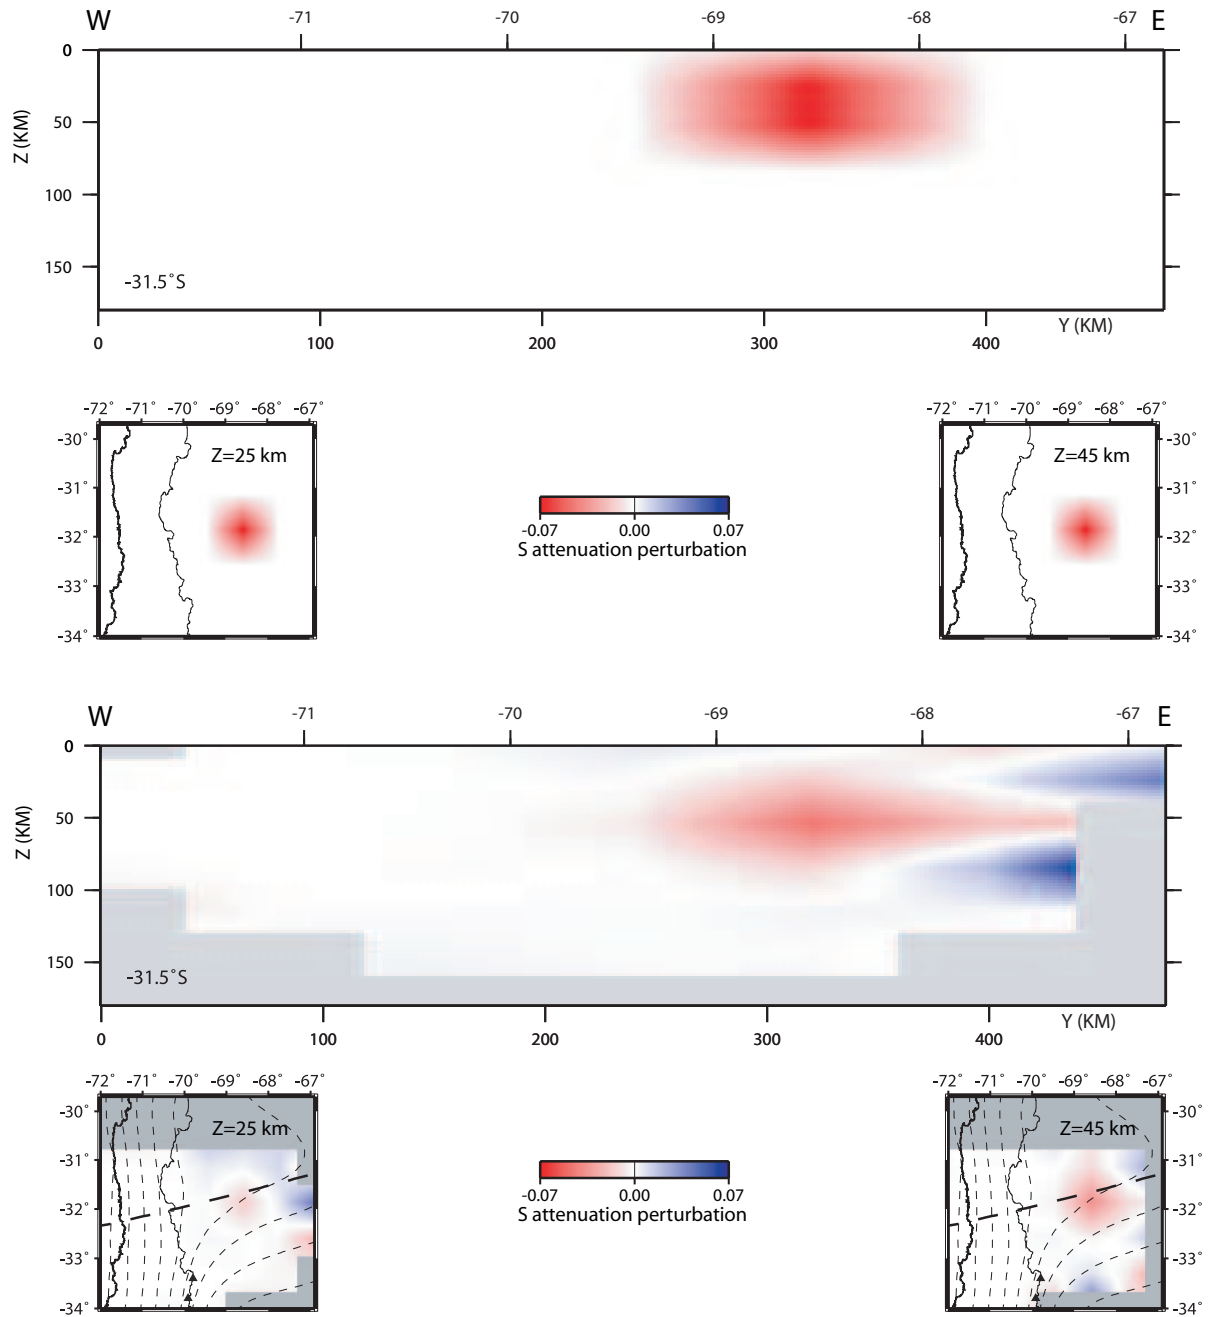 W -71 -70 -69 -68 -67 E
0
50
100
150
Z (KM)
-31.5˚S
Y (KM)
0 100 200 300 400
-72˚ -71˚ -70˚ -69˚ -68˚ -67˚
-30˚
-31˚
-32˚
-33˚
-34˚
Z=25 km
-0.07 0.00 0.07
S attenuation perturbation
-72˚ -71˚ -70˚ -69˚ -68˚ -67˚
Z=45 km
-30˚
-31˚
-32˚
-33˚
-34˚
W -71 -70 -69 -68 -67 E
0
50
100
150
Z (KM)
-31.5˚S
Y (KM)
0 100 200 300 400
-72˚ -71˚ -70˚ -69˚ -68˚ -67˚
-30˚
-31˚
-32˚
-33˚
-34˚
Z=25 km
-0.07 0.00 0.07
S attenuation perturbation
-72˚ -71˚ -70˚ -69˚ -68˚ -67˚
Z=45 km
-30˚
-31˚
-32˚
-33˚
-34˚